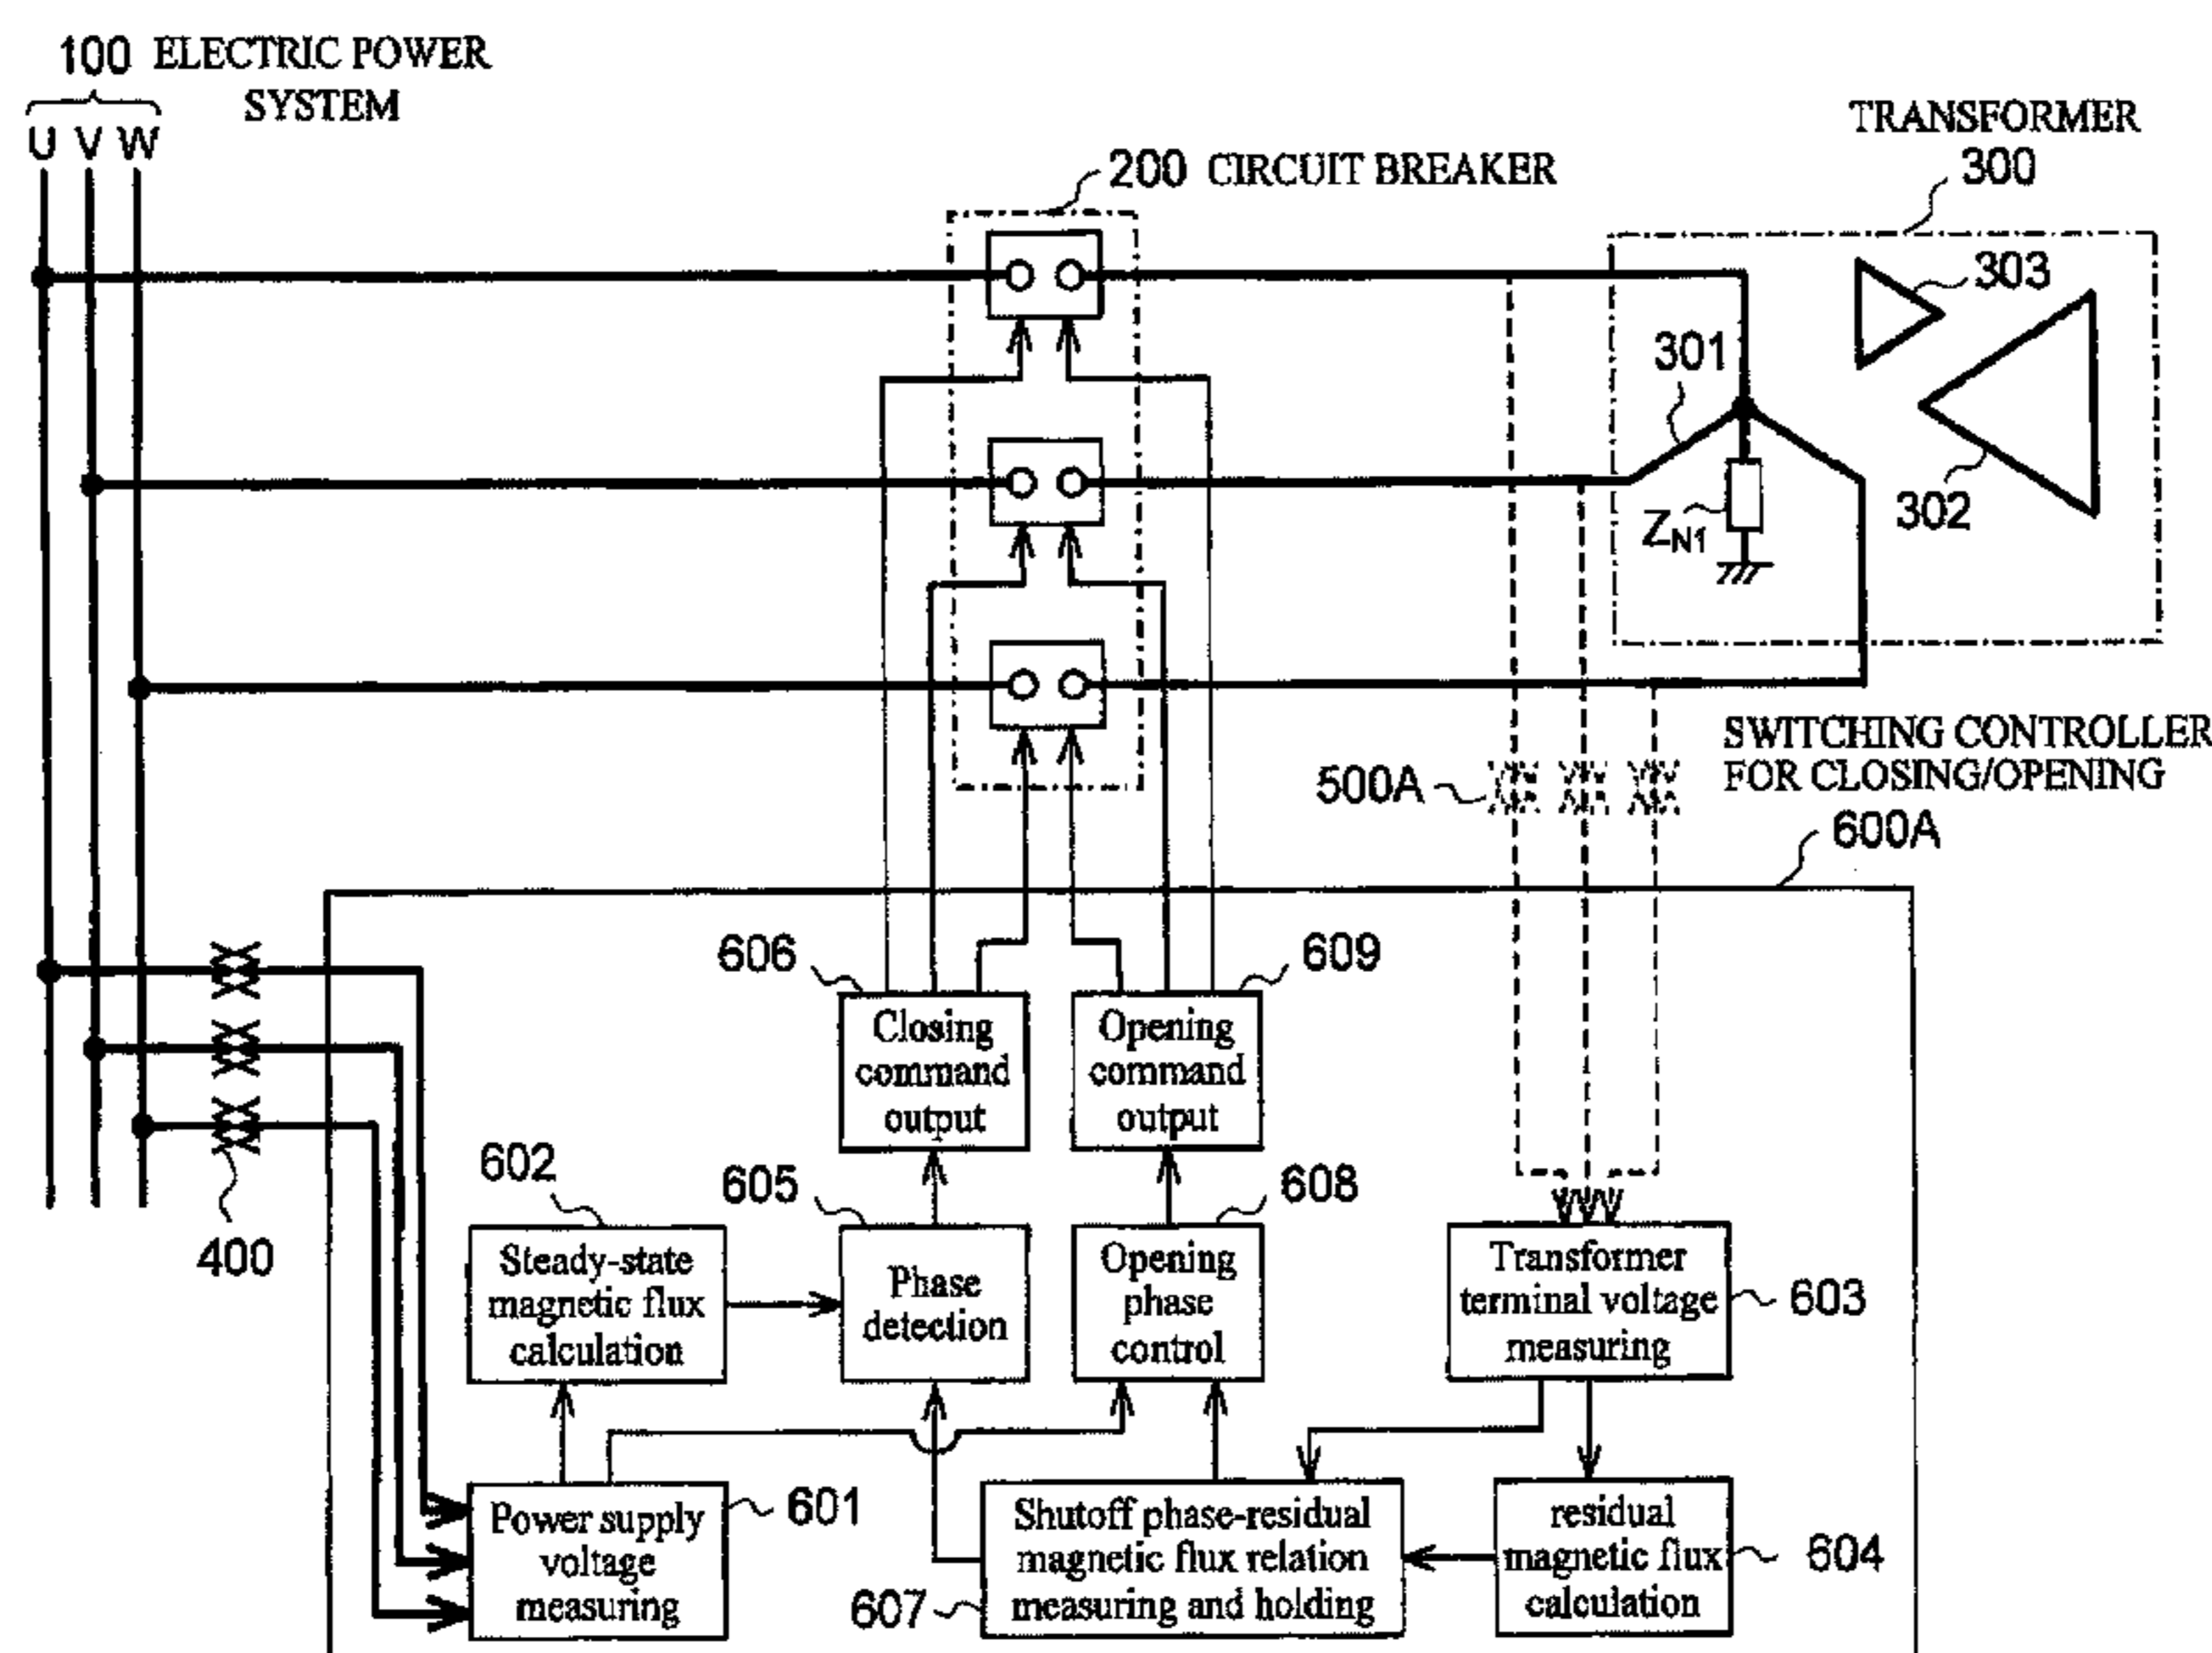 100 ELECTRIC POWER
SYSTEM
U V W
200 CIRCUIT BREAKER
TRANSFORMER
300
303
301
302
ZN1
SWITCHING CONTROLLER
FOR CLOSING/OPENING
500A
600A
606
609
Closing
command
output
Opening
command
output
400
602
605
608
Steady-state
magnetic flux
calculation
Phase
detection
Opening
phase
control
Transformer
terminal voltage
measuring
603
Power supply
voltage
measuring
601
Shutoff phase-residual
magnetic flux relation
measuring and holding
607
residual
magnetic flux
calculation
604